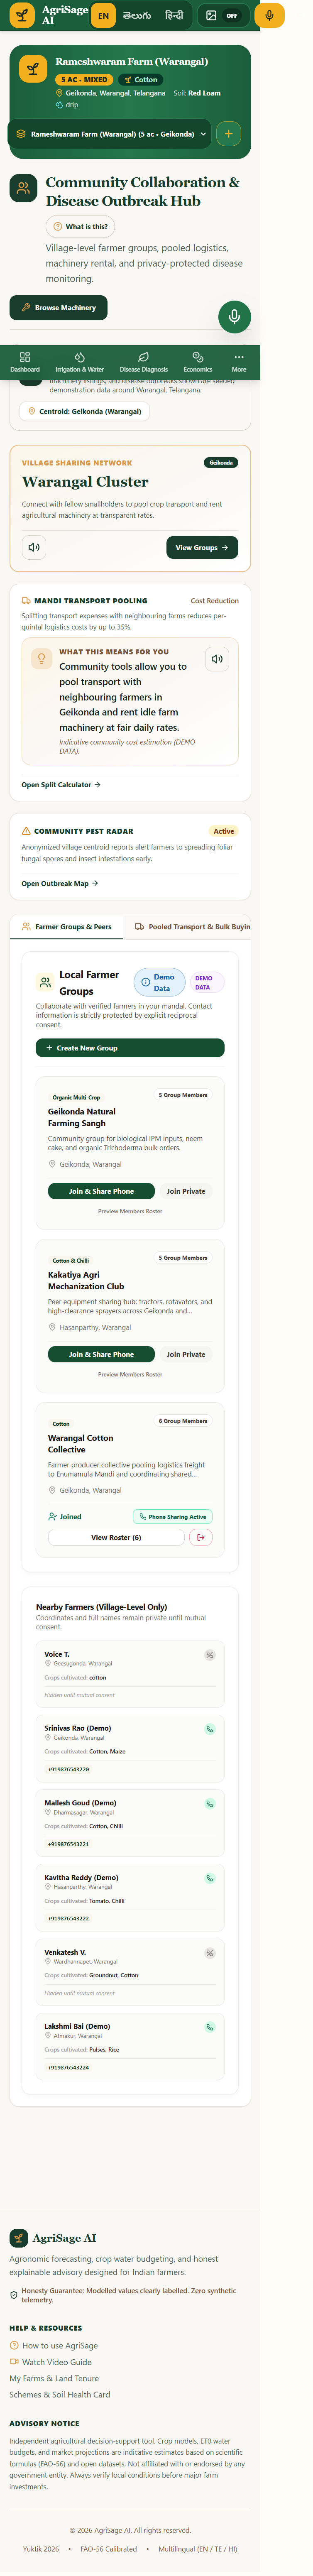 AgriSage AI
EN
తెలుగు
हिन्दी
OFF
Rameshwaram Farm (Warangal)
5 AC • MIXED
Cotton
Geikonda, Warangal, Telangana
Soil: Red Loam
drip
Rameshwaram Farm (Warangal) (5 ac • Geikonda)
Community Collaboration &
Disease Outbreak Hub
What is this?
Village-level farmer groups, pooled logistics,
machinery rental, and privacy-protected disease
monitoring.
Browse Machinery
Dashboard
Irrigation & Water
Disease Diagnosis
Economics
More
machinery listings, and disease outbreaks shown are seeded
demonstration data around Warangal, Telangana.
Centroid: Geikonda (Warangal)
VILLAGE SHARING NETWORK
Geikonda
Warangal Cluster
Connect with fellow smallholders to pool crop transport and rent
agricultural machinery at transparent rates.
View Groups
MANDI TRANSPORT POOLING
Cost Reduction
Splitting transport expenses with neighbouring farms reduces per-
quintal logistics costs by up to 35%.
WHAT THIS MEANS FOR YOU
Community tools allow you to
pool transport with
neighbouring farmers in
Geikonda and rent idle farm
machinery at fair daily rates.
Indicative community cost estimation (DEMO
DATA).
Open Split Calculator
COMMUNITY PEST RADAR
Active
Anonymized village centroid reports alert farmers to spreading foliar
fungal spores and insect infestations early.
Open Outbreak Map
Farmer Groups & Peers
Pooled Transport & Bulk Buyin
Local Farmer
Groups
Demo
Data
DEMO
DATA
Collaborate with verified farmers in your mandal. Contact
information is strictly protected by explicit reciprocal
consent.
Create New Group
Organic Multi-Crop
5 Group Members
Geikonda Natural
Farming Sangh
Community group for biological IPM inputs, neem
cake, and organic Trichoderma bulk orders.
Geikonda, Warangal
Join & Share Phone
Join Private
Preview Members Roster
Cotton & Chilli
5 Group Members
Kakatiya Agri
Mechanization Club
Peer equipment sharing hub: tractors, rotavators, and
high-clearance sprayers across Geikonda and...
Hasanparthy, Warangal
Join & Share Phone
Join Private
Preview Members Roster
Cotton
6 Group Members
Warangal Cotton
Collective
Farmer producer collective pooling logistics freight
to Enumamula Mandi and coordinating shared...
Geikonda, Warangal
Joined
Phone Sharing Active
View Roster (6)
Nearby Farmers (Village-Level Only)
Coordinates and full names remain private until mutual
consent.
Voice T.
Geesugonda, Warangal
Crops cultivated: cotton
Hidden until mutual consent
Srinivas Rao (Demo)
Geikonda, Warangal
Crops cultivated: Cotton, Maize
+919876543220
Mallesh Goud (Demo)
Dharmasagar, Warangal
Crops cultivated: Cotton, Chilli
+919876543221
Kavitha Reddy (Demo)
Hasanparthy, Warangal
Crops cultivated: Tomato, Chilli
+919876543222
Venkatesh V.
Wardhannapet, Warangal
Crops cultivated: Groundnut, Cotton
Hidden until mutual consent
Lakshmi Bai (Demo)
Atmakur, Warangal
Crops cultivated: Pulses, Rice
+919876543224
AgriSage AI
Agronomic forecasting, crop water budgeting, and honest
explainable advisory designed for Indian farmers.
Honesty Guarantee: Modelled values clearly labelled. Zero synthetic
telemetry.
HELP & RESOURCES
How to use AgriSage
Watch Video Guide
My Farms & Land Tenure
Schemes & Soil Health Card
ADVISORY NOTICE
Independent agricultural decision-support tool. Crop models, ET0 water
budgets, and market projections are indicative estimates based on scientific
formulas (FAO-56) and open datasets. Not affiliated with or endorsed by any
government entity. Always verify local conditions before major farm
investments.
© 2026 AgriSage AI. All rights reserved.
Yuktik 2026 • FAO-56 Calibrated • Multilingual (EN / TE / HI)